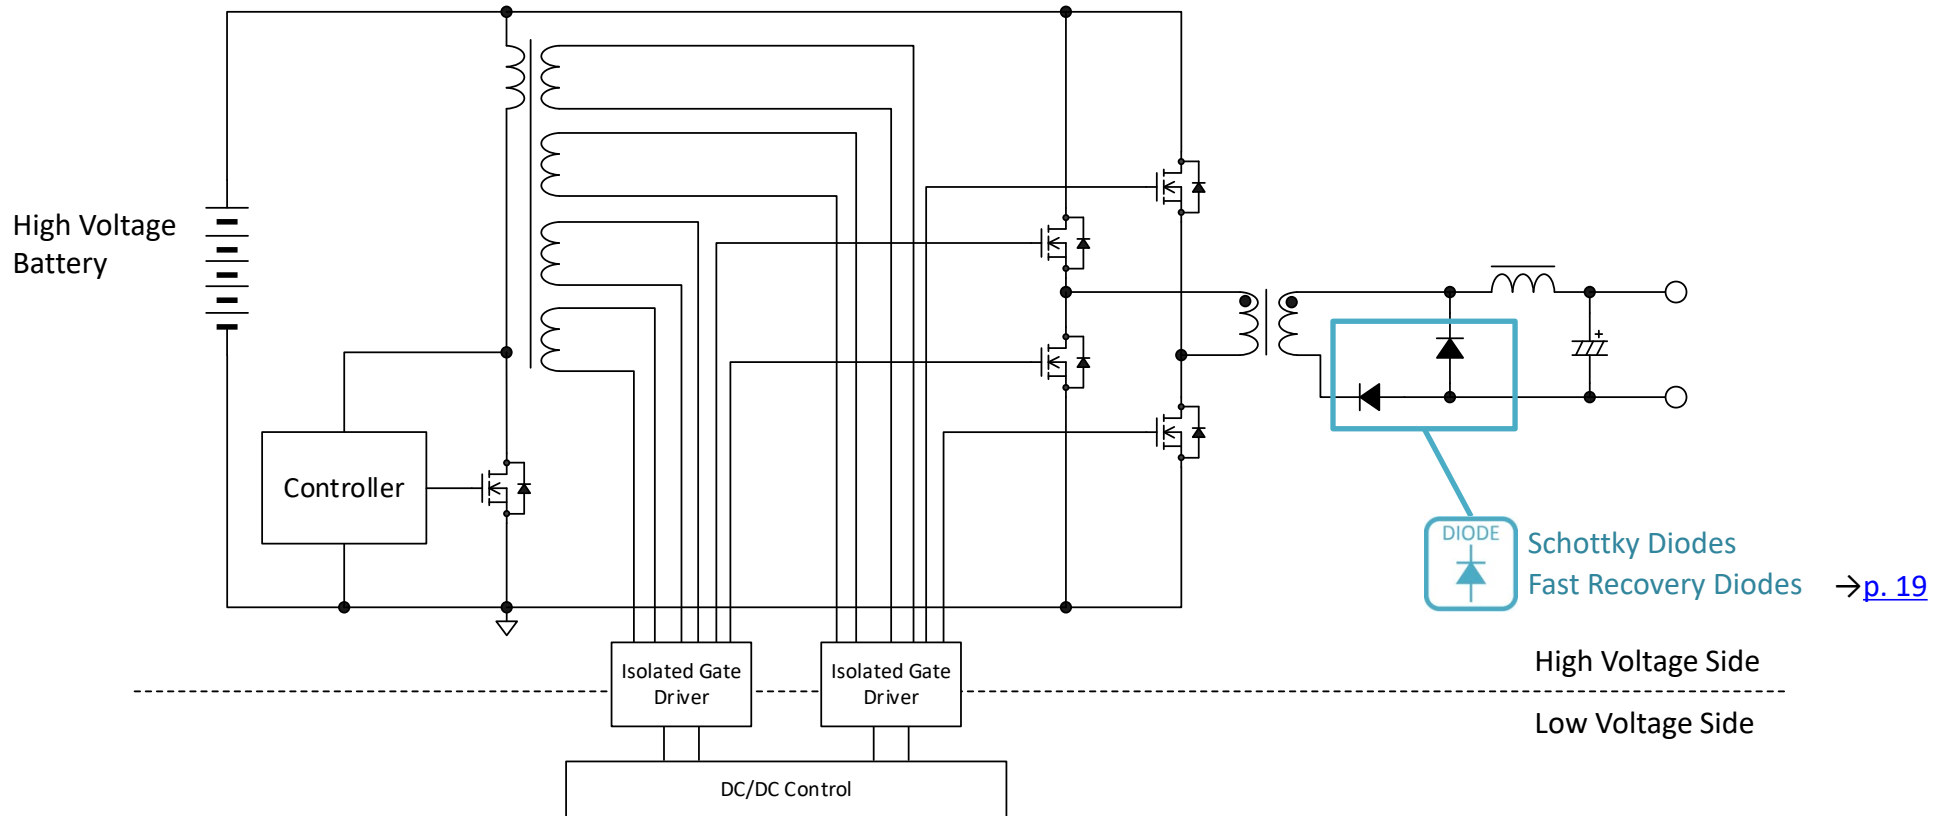 High Voltage
Battery
Controller
+
DIODE
Schottky Diodes
Fast Recovery Diodes →p. 19
High Voltage Side
Isolated Gate
Driver
Isolated Gate
Driver
Low Voltage Side
DC/DC Control